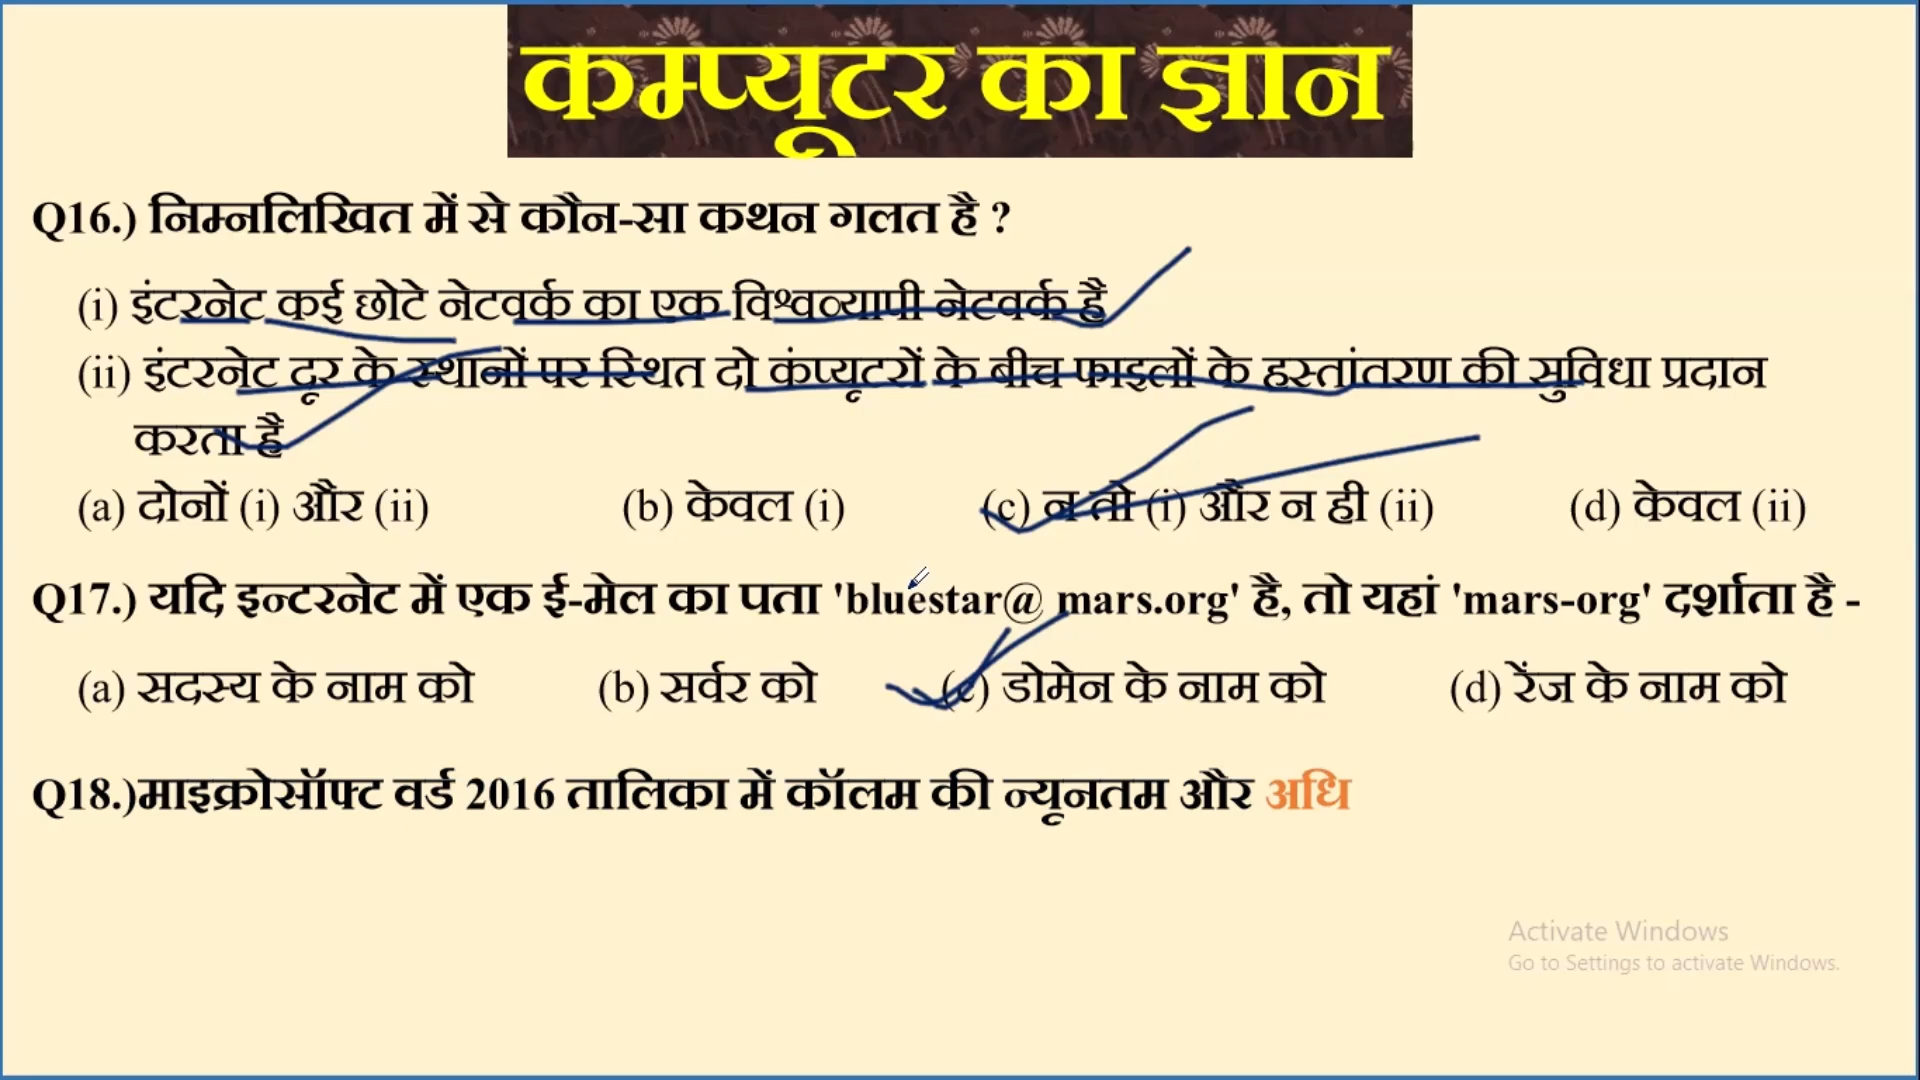 कम्प्यूटर का ज्ञान
Q16.) निम्नलिखित में से कौन-सा कथन गलत है ?
(i) इंटरनेट कई छोटे नेटवर्क का एक विश्वव्यापी नेटवर्क है
(ii) इंटरनेट दूर के स्थानों पर स्थित दो कंप्यूटरों के बीच फाइलों के हस्तांतरण की सुविधा प्रदान
करता है
(a) दोनों (i) और (ii) (b) केवल (i) (c) न तो (i) और न ही (ii) (d) केवल (ii)
Q17.) यदि इन्टरनेट में एक ई-मेल का पता 'bluestar@ mars.org' है, तो यहां 'mars-org' दर्शाता है -
(a) सदस्य के नाम को (b) सर्वर को (c) डोमेन के नाम को (d) रेंज के नाम को
Q18.)माइक्रोसॉफ्ट वर्ड 2016 तालिका में कॉलम की न्यूनतम और अधि
Activate Windows
Go to Settings to activate Windows.